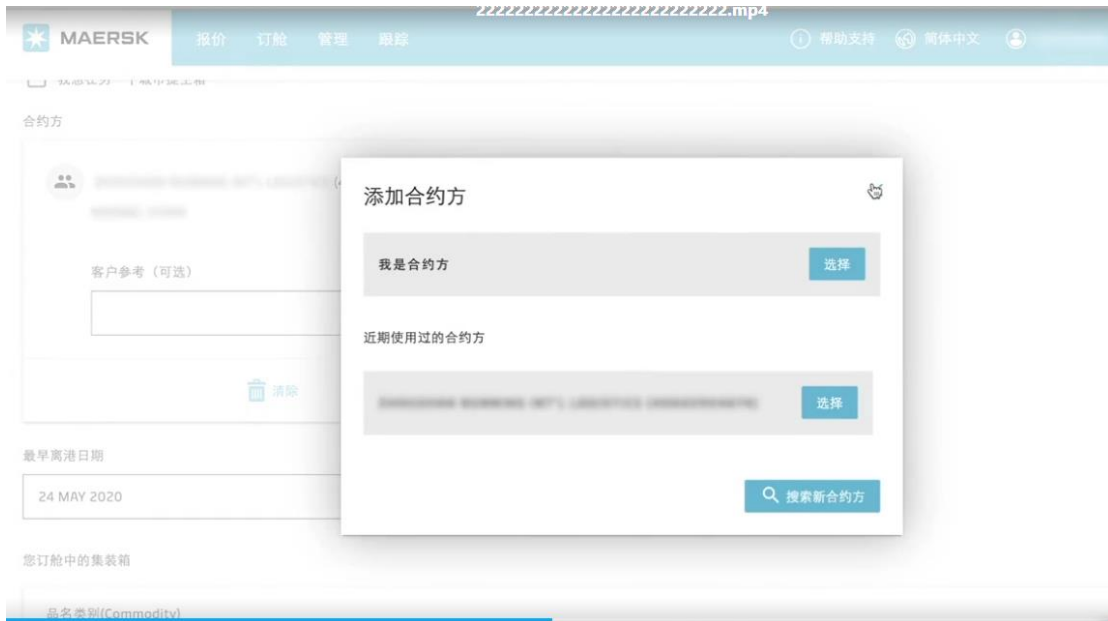 222222222222222222222222222.mp4
MAERSK 报价 订舱 管理 跟踪 帮助支持 简体中文
合约方
添加合约方
我是合约方 选择
客户参考（可选）
近期使用过的合约方
清除
选择
最早离港日期
24 MAY 2020
搜索新合约方
您订舱中的集装箱
品名类别(Commodity)